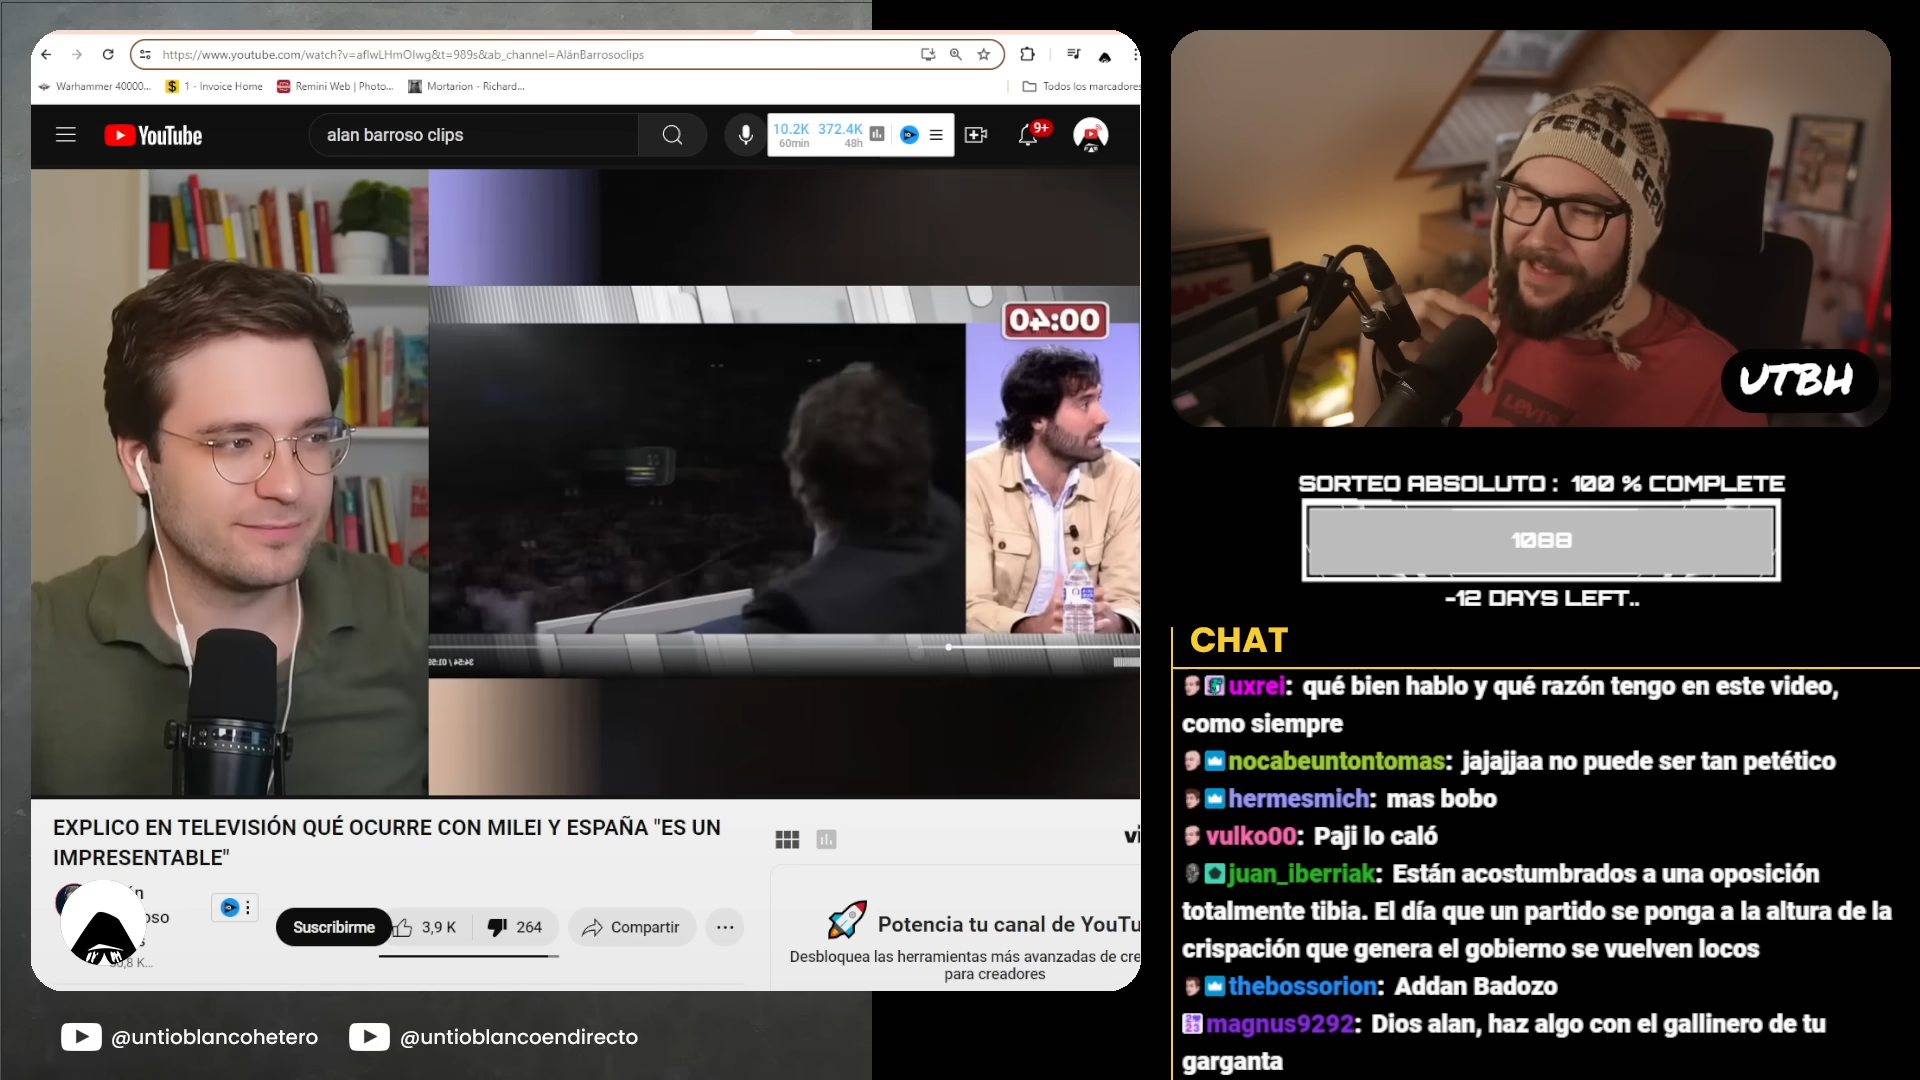 https://www.youtube.com/watch?v=aflwLHmOlwg&t=989s&ab_channel=AlánBarrosoclips
Warhammer 40000...
1 - Invoice Home
Remini Web | Photo...
Mortarion - Richard...
Todos los marcadores
YouTube
alan barroso clips
10.2K 372.4K
60min 48h
9+
04:00
34:54 /
EXPLICO EN TELEVISIÓN QUÉ OCURRE CON MILEI Y ESPAÑA "ES UN
IMPRESENTABLE"
Suscribirme
3,9 K
264
Compartir
...
Potencia tu canal de YouTu
Desbloquea las herramientas más avanzadas de cre
para creadores
@untioblancohetero
@untioblancoendirecto
PERU
PERU
LEVI'S
UTBH
SORTEO ABSOLUTO : 100 % COMPLETE
1088
-12 DAYS LEFT..
CHAT
uxrei: qué bien hablo y qué razón tengo en este video,
como siempre
nocabeuntontomas: jajajjaa no puede ser tan petético
hermesmich: mas bobo
vulko00: Paji lo caló
juan_iberriak: Están acostumbrados a una oposición
totalmente tibia. El día que un partido se ponga a la altura de la
crispación que genera el gobierno se vuelven locos
thebossorion: Addan Badozo
magnus9292: Dios alan, haz algo con el gallinero de tu
garganta